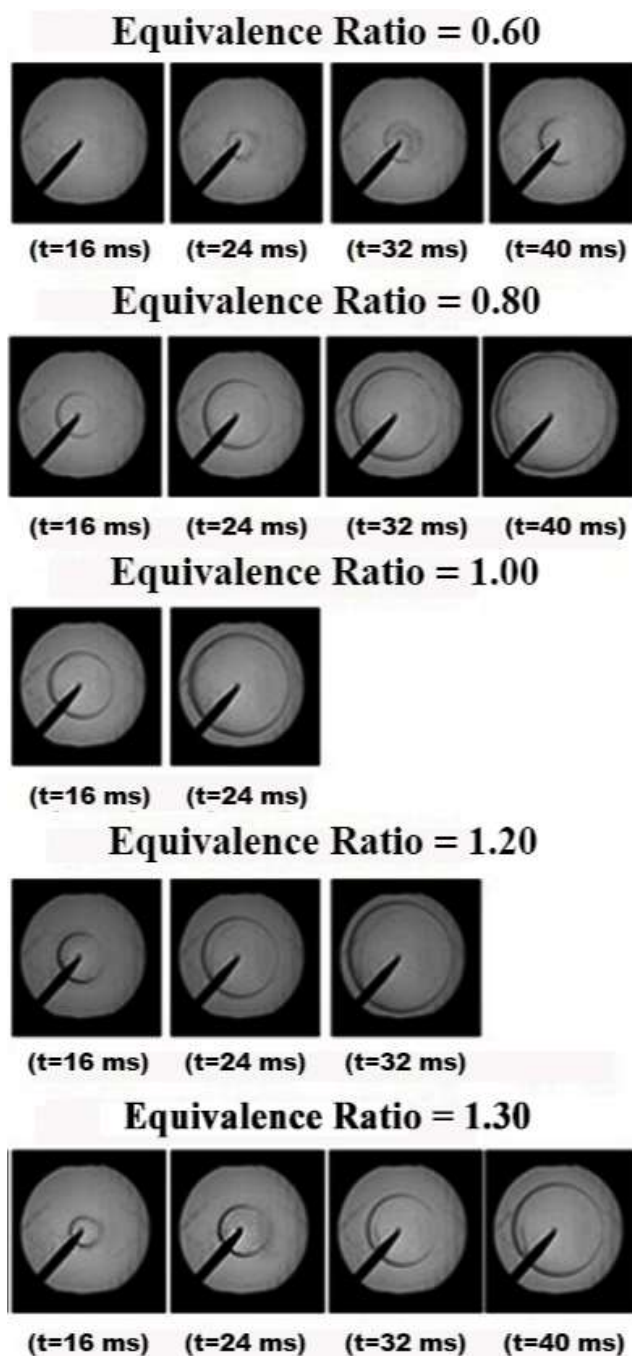 Equivalence Ratio = 0.60
(t=16 ms) (t=24 ms) (t=32 ms) (t=40 ms)
Equivalence Ratio = 0.80
(t=16 ms) (t=24 ms) (t=32 ms) (t=40 ms)
Equivalence Ratio = 1.00
(t=16 ms) (t=24 ms)
Equivalence Ratio = 1.20
(t=16 ms) (t=24 ms) (t=32 ms)
Equivalence Ratio = 1.30
(t=16 ms) (t=24 ms) (t=32 ms) (t=40 ms)